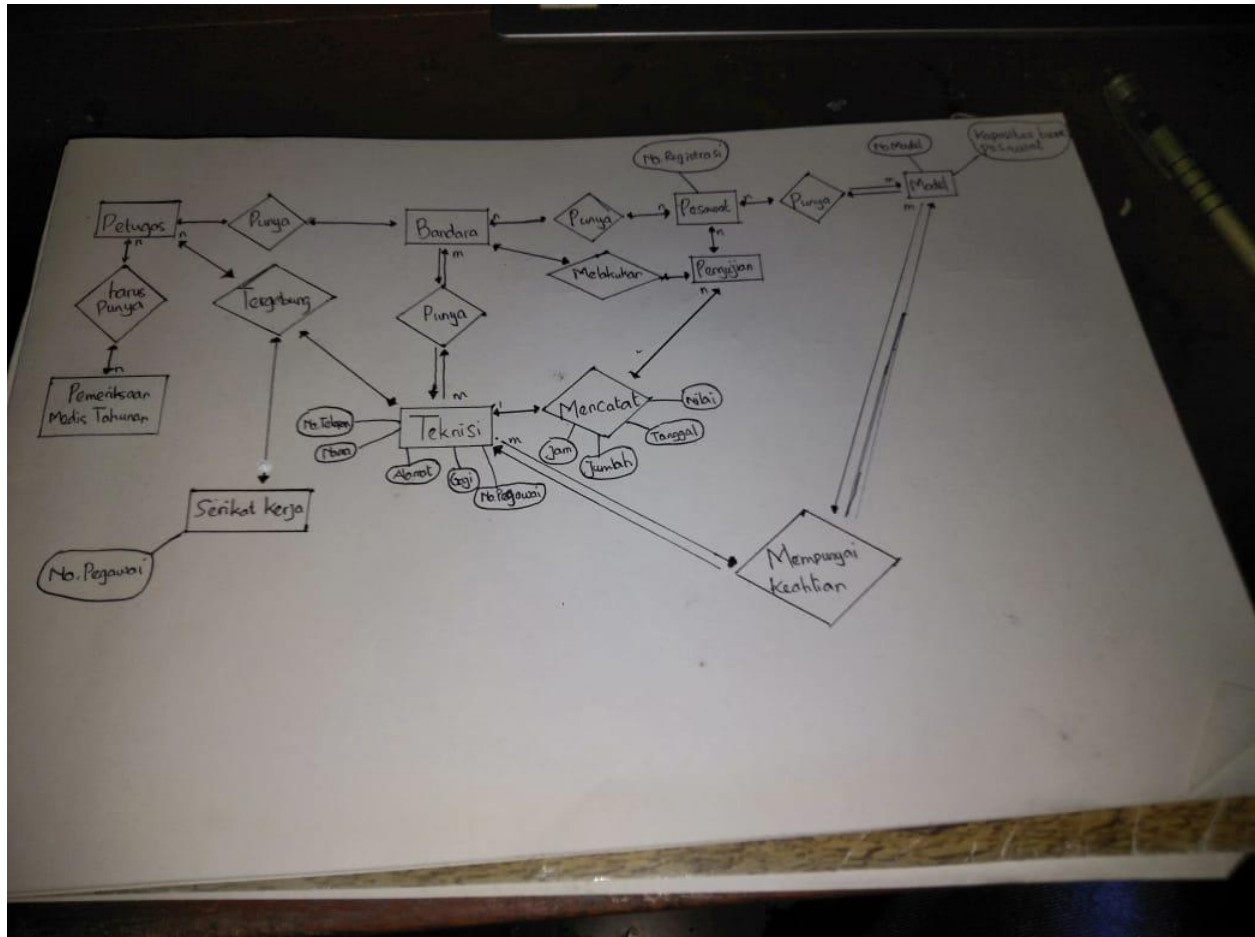 No. Registrasi
No. Model
Kapasitas berat
pesawat
Petugas
n
n
Punya
Bandara
n
m
Punya
n
Pesawat
n
n
Punya
m
Model
m
harus
Punya
n
Tergabung
Punya
Melakukan
Pengujian
n
Pemeriksaan
Medis Tahunan
m
Teknisi
m
No. Telepon
Nama
Alamat
Gaji
No. Pegawai
Mencatat
Nilai
Tanggal
Jumlah
Jam
Serikat Kerja
No. Pegawai
Mempunyai
Keahlian